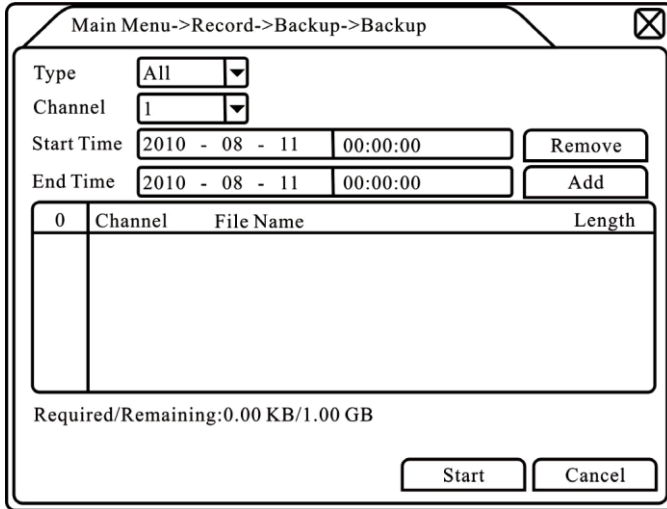 Main Menu->Record->Backup->Backup
Type All
Channel 1
Start Time 2010 - 08 - 11 00:00:00 Remove
End Time 2010 - 08 - 11 00:00:00 Add
0 Channel File Name Length
Required/Remaining:0.00 KB/1.00 GB
Start Cancel